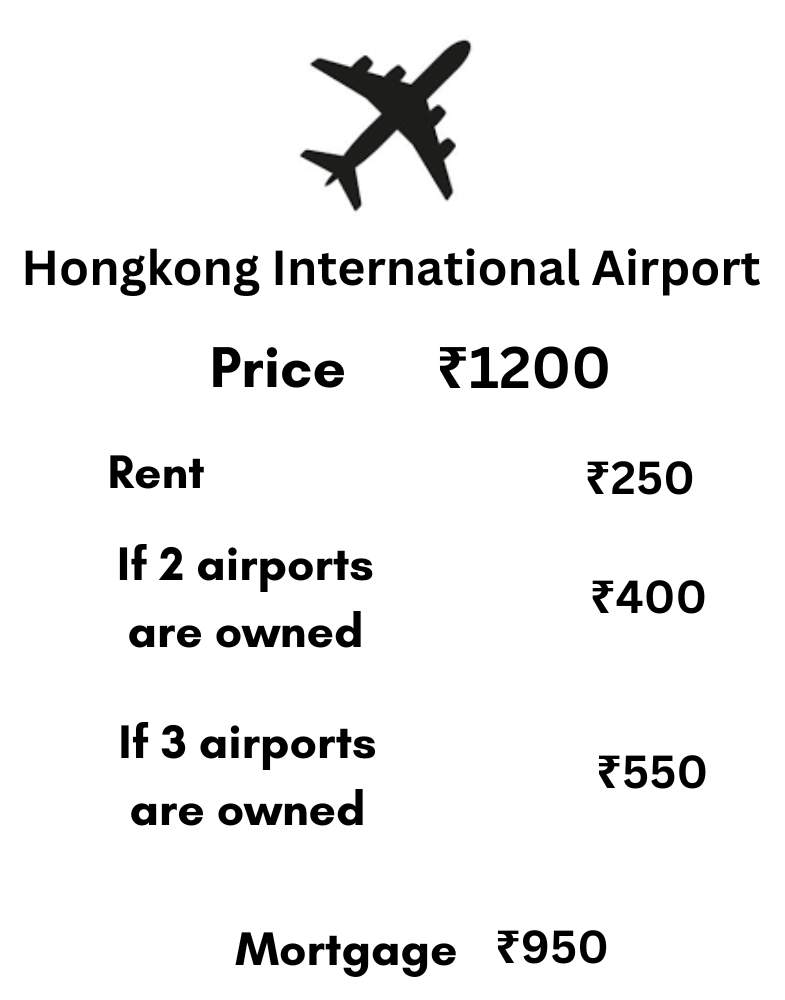 Hongkong International Airport
Price ₹1200
Rent ₹250
If 2 airports
are owned ₹400
If 3 airports
are owned ₹550
Mortgage ₹950